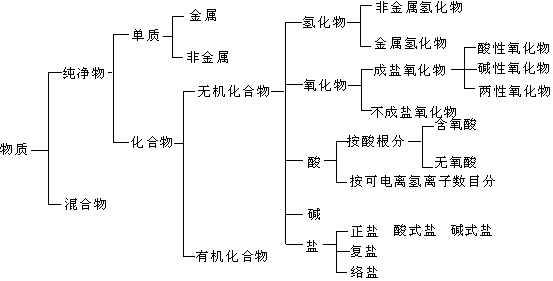 物质
纯净物
混合物
单质
化合物
金属
非金属
无机化合物
有机化合物
氢化物
非金属氢化物
金属氢化物
氧化物
成盐氧化物
酸性氧化物
碱性氧化物
两性氧化物
不成盐氧化物
酸
按酸根分
含氧酸
无氧酸
按可电离氢离子数目分
碱
盐
正盐 酸式盐 碱式盐
复盐
络盐